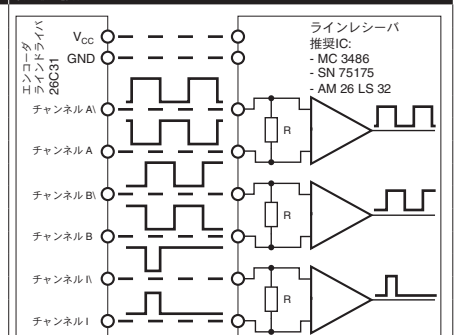 エンコーダ
ラインドライバ
26C31
VCC
GND
チャンネル A\
チャンネル A
チャンネル B\
チャンネル B
チャンネル I\
チャンネル I
ラインレシーバ
推奨IC:
- MC 3486
- SN 75175
- AM 26 LS 32
R
R
R